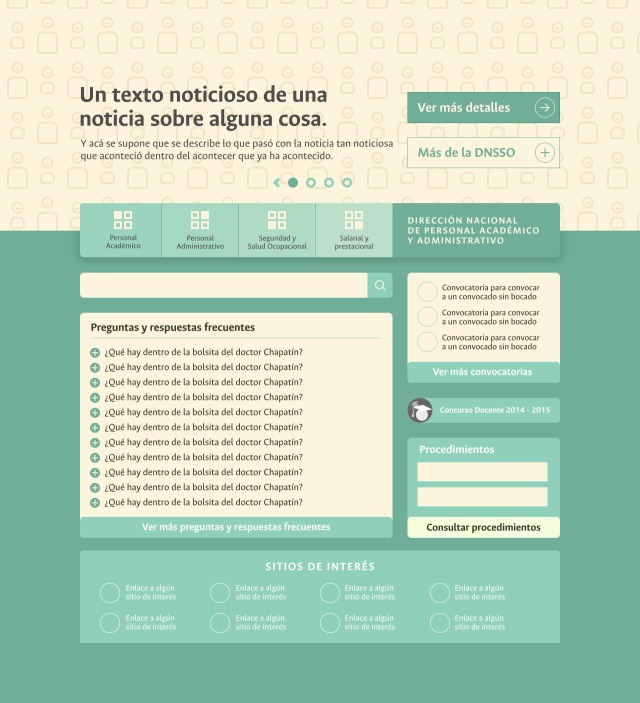 Un texto noticioso de una
noticia sobre alguna cosa.
Y acá se supone que se describe lo que pasó con la noticia tan noticiosa
que aconteció dentro del acontecer que ya ha acontecido.
Ver más detalles
Más de la DNSSO
Personal
Académico
Personal
Administrativo
Seguridad y
Salud Ocupacional
Salarial y
prestacional
DIRECCIÓN NACIONAL
DE PERSONAL ACADÉMICO
Y ADMINISTRATIVO
Preguntas y respuestas frecuentes
¿Qué hay dentro de la bolsita del doctor Chapatín?
¿Qué hay dentro de la bolsita del doctor Chapatín?
¿Qué hay dentro de la bolsita del doctor Chapatín?
¿Qué hay dentro de la bolsita del doctor Chapatín?
¿Qué hay dentro de la bolsita del doctor Chapatín?
¿Qué hay dentro de la bolsita del doctor Chapatín?
¿Qué hay dentro de la bolsita del doctor Chapatín?
¿Qué hay dentro de la bolsita del doctor Chapatín?
¿Qué hay dentro de la bolsita del doctor Chapatín?
¿Qué hay dentro de la bolsita del doctor Chapatín?
¿Qué hay dentro de la bolsita del doctor Chapatín?
Ver más preguntas y respuestas frecuentes
Convocatoria para convocar
a un convocado sin bocado
Convocatoria para convocar
a un convocado sin bocado
Convocatoria para convocar
a un convocado sin bocado
Ver más convocatorias
Concurso Docente 2014 - 2015
Procedimientos
Consultar procedimientos
SITIOS DE INTERÉS
Enlace a algún
sitio de interés
Enlace a algún
sitio de interés
Enlace a algún
sitio de interés
Enlace a algún
sitio de interés
Enlace a algún
sitio de interés
Enlace a algún
sitio de interés
Enlace a algún
sitio de interés
Enlace a algún
sitio de interés